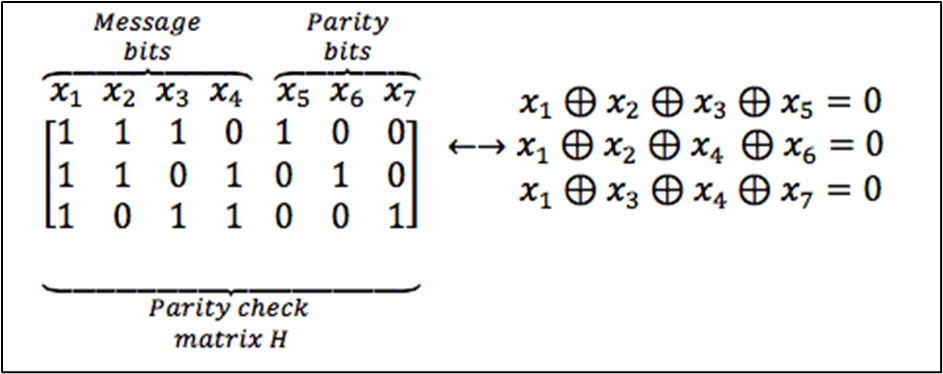 Message bits
Parity bits
x₁ x₂ x₃ x₄ x₅ x₆ x₇
[1 1 1 0 1 0 0]
1 1 0 1 0 1 0
1 0 1 1 0 0 1
⟷
x₁ ⊕ x₂ ⊕ x₃ ⊕ x₅ = 0
x₁ ⊕ x₂ ⊕ x₄ ⊕ x₆ = 0
x₁ ⊕ x₃ ⊕ x₄ ⊕ x₇ = 0
Parity check
matrix H